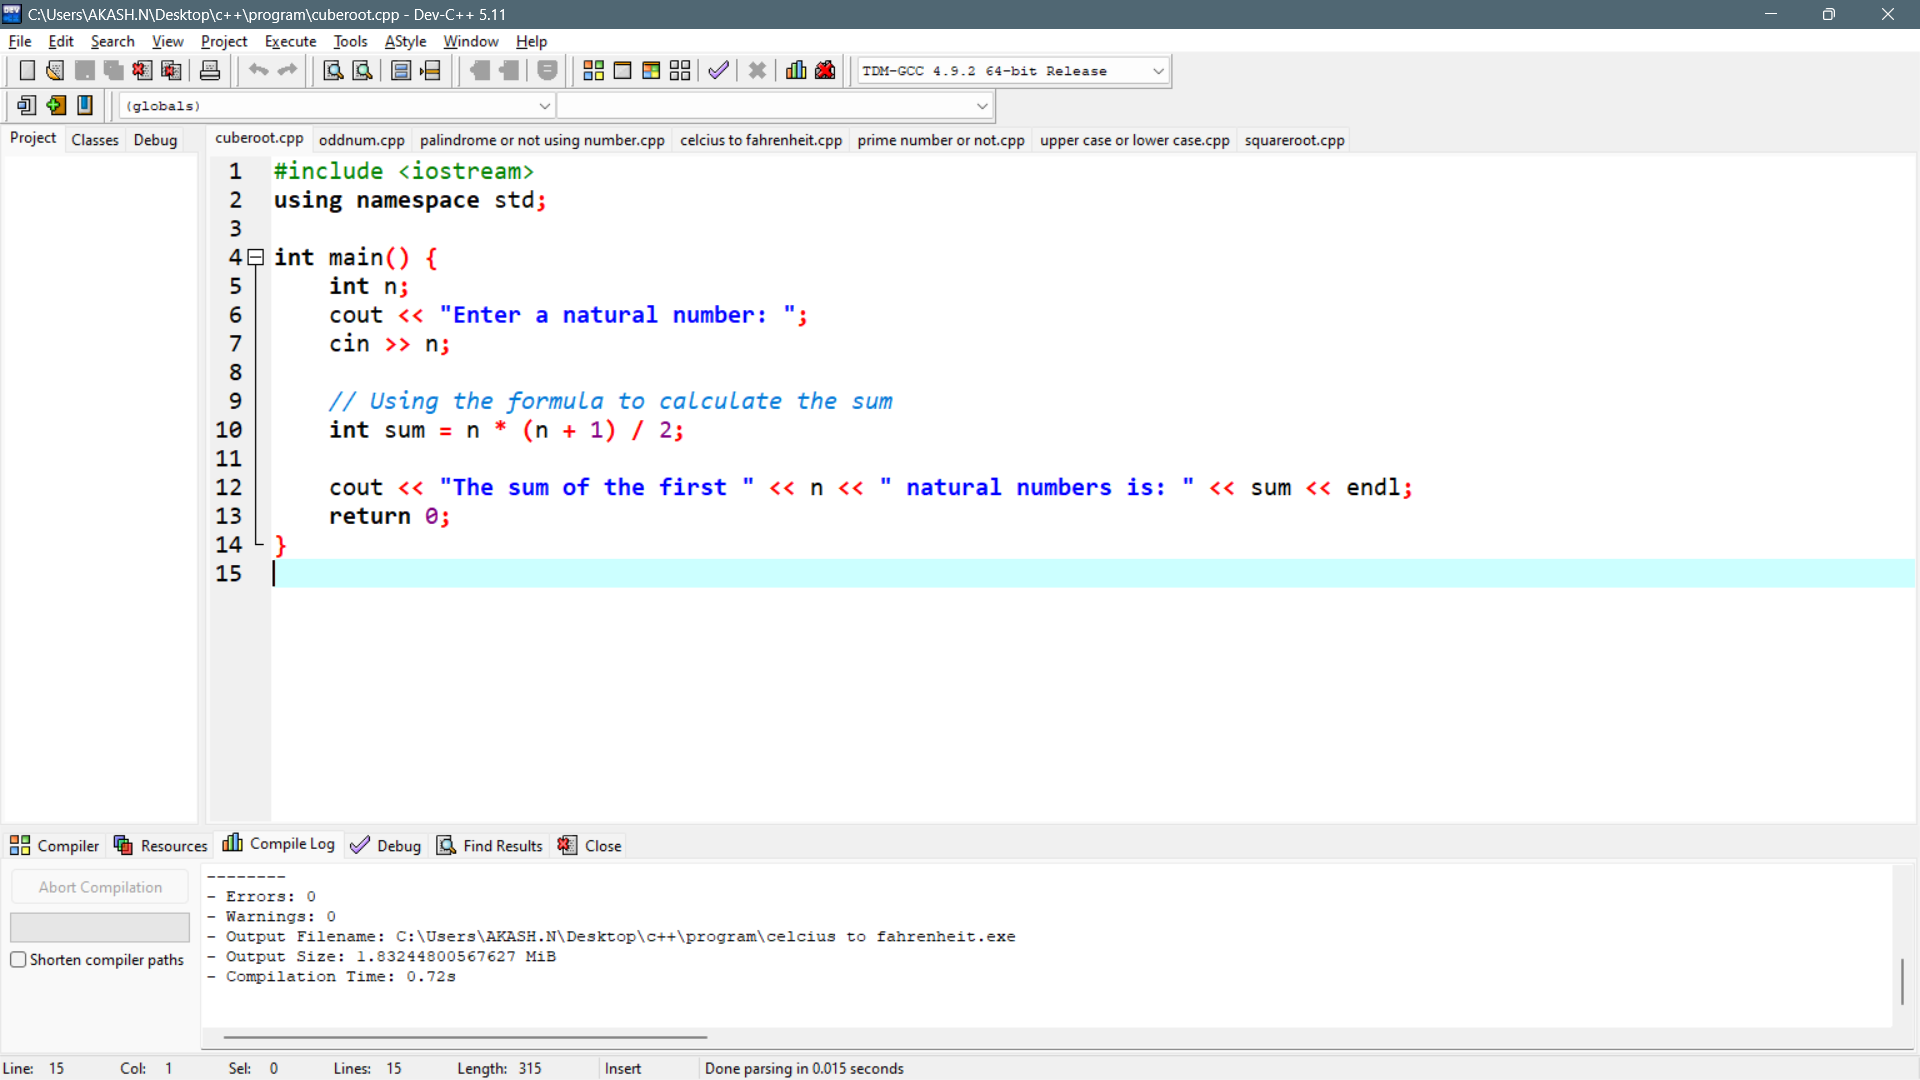 C:\Users\AKASH.N\Desktop\c++\program\cuberoot.cpp - Dev-C++ 5.11
File Edit Search View Project Execute Tools AStyle Window Help
TDM-GCC 4.9.2 64-bit Release
(globals)
Project Classes Debug
cuberoot.cpp oddnum.cpp palindrome or not using number.cpp celcius to fahrenheit.cpp prime number or not.cpp upper case or lower case.cpp squareroot.cpp
1 #include <iostream>
2 using namespace std;
3
4 int main() {
5 int n;
6 cout << "Enter a natural number: ";
7 cin >> n;
8
9 // Using the formula to calculate the sum
10 int sum = n * (n + 1) / 2;
11
12 cout << "The sum of the first " << n << " natural numbers is: " << sum << endl;
13 return 0;
14 }
15
Compiler Resources Compile Log Debug Find Results Close
Abort Compilation
Shorten compiler paths
--------
- Errors: 0
- Warnings: 0
- Output Filename: C:\Users\AKASH.N\Desktop\c++\program\celcius to fahrenheit.exe
- Output Size: 1.83244800567627 MiB
- Compilation Time: 0.72s
Line: 15 Col: 1 Sel: 0 Lines: 15 Length: 315 Insert Done parsing in 0.015 seconds